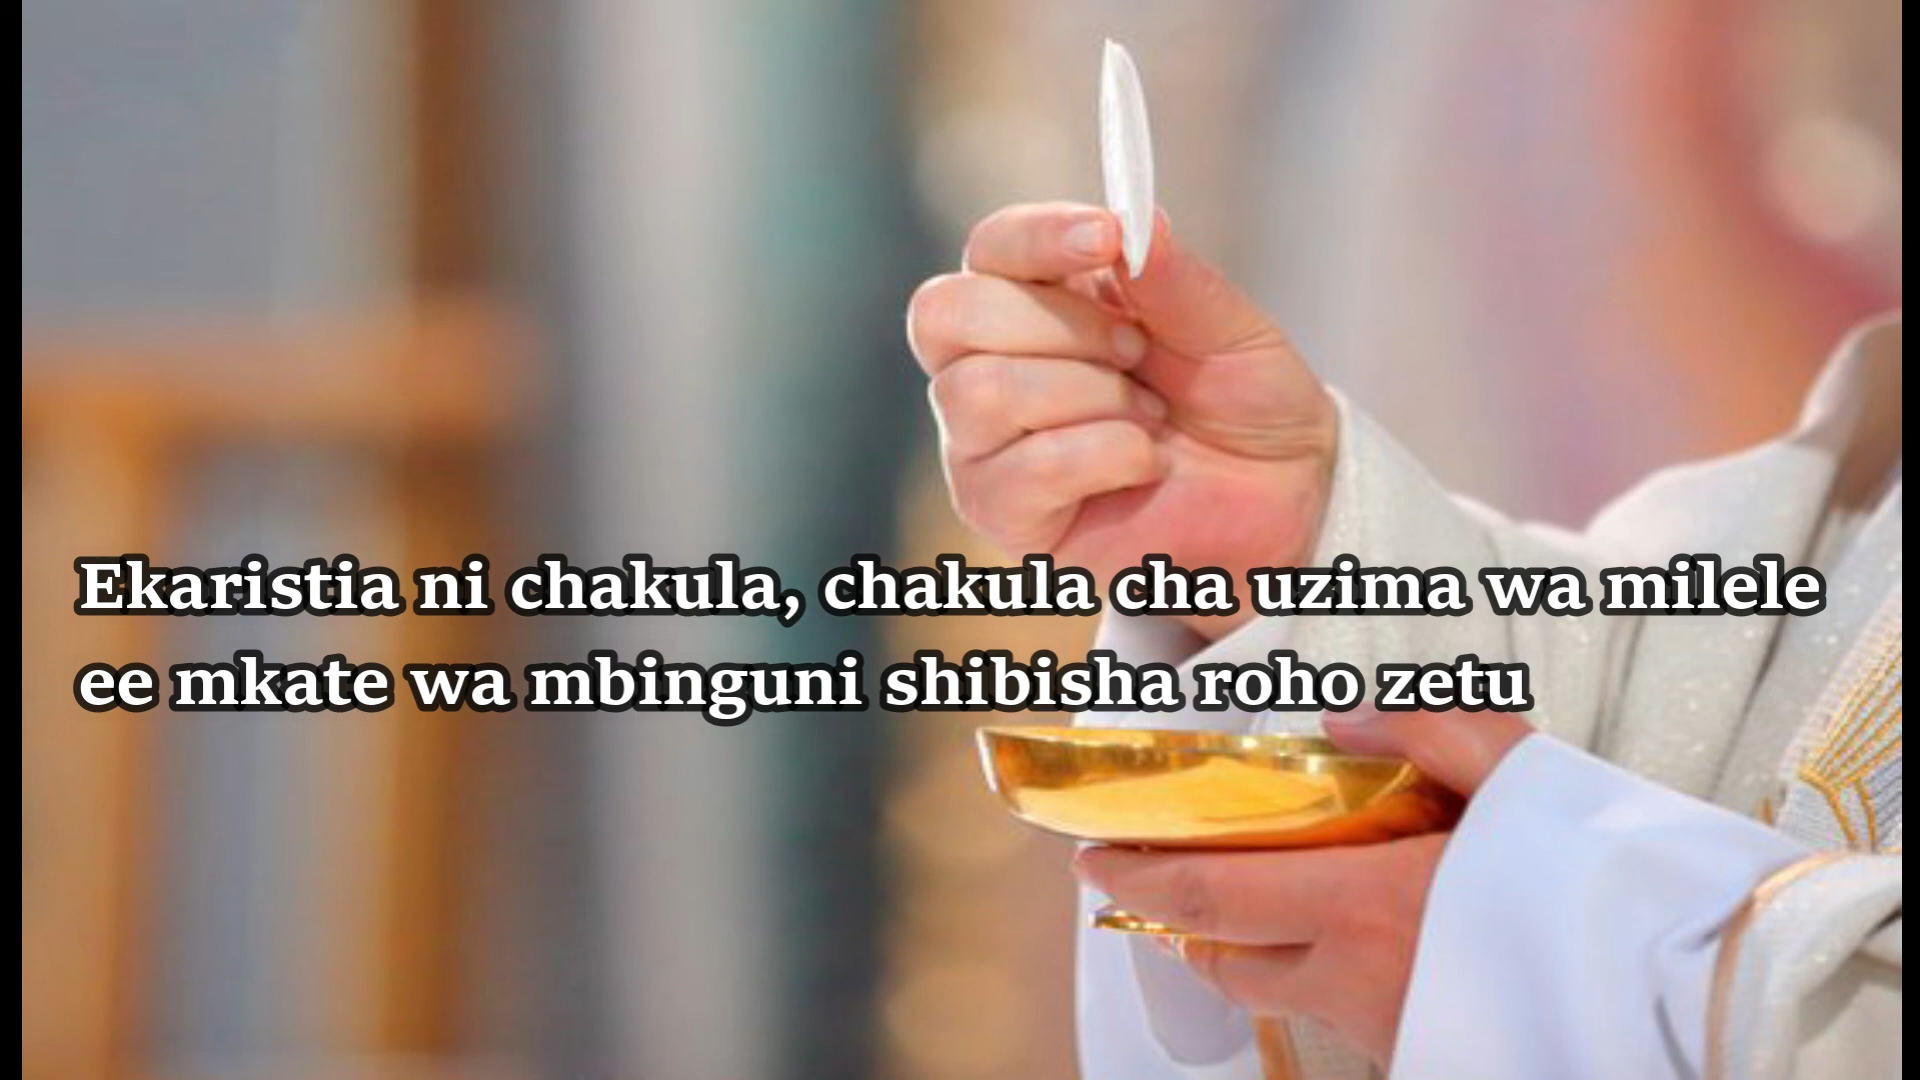 Ekaristia ni chakula, chakula cha uzima wa milele
ee mkate wa mbinguni shibisha roho zetu